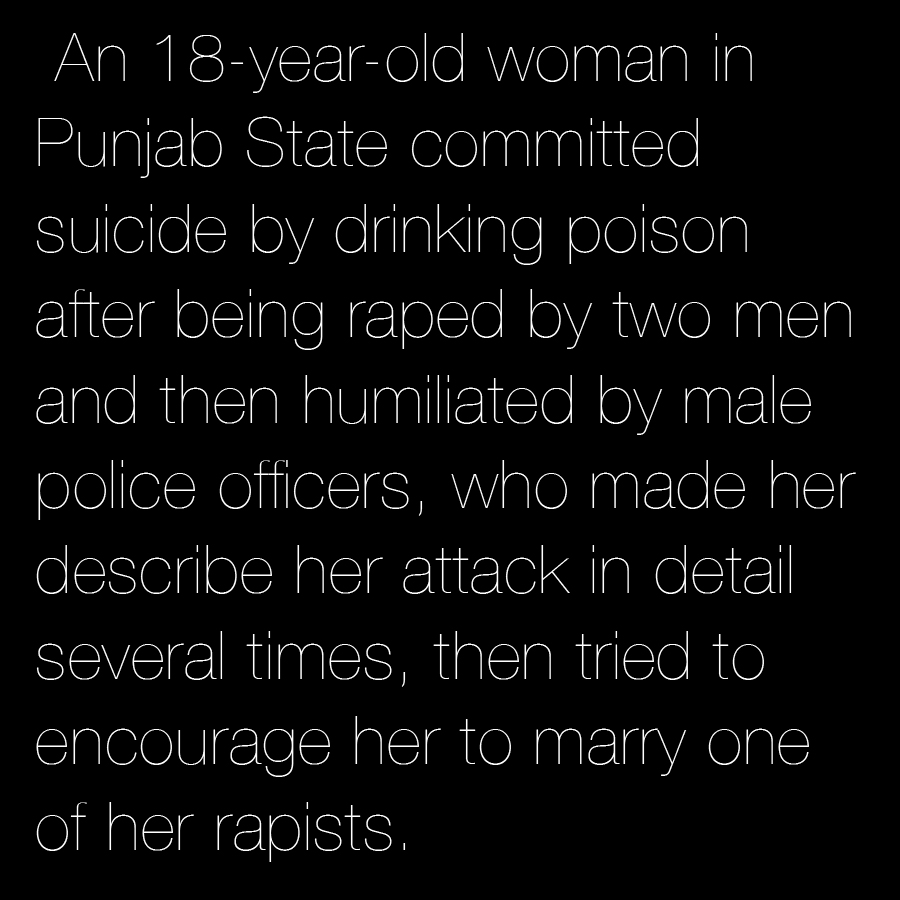 An 18-year-old woman in
Punjab State committed
suicide by drinking poison
after being raped by two men
and then humiliated by male
police officers, who made her
describe her attack in detail
several times, then tried to
encourage her to marry one
of her rapists.